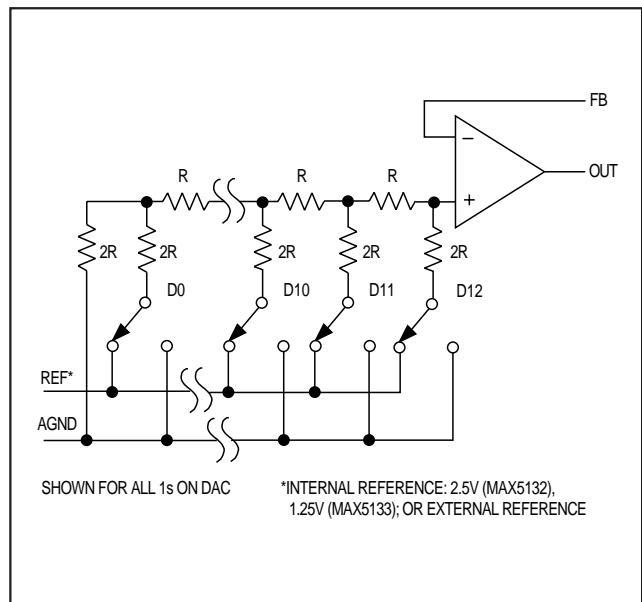 FB
−
OUT
R R R
+
2R 2R 2R 2R 2R
D0 D10 D11 D12
REF*
AGND
SHOWN FOR ALL 1s ON DAC
*INTERNAL REFERENCE: 2.5V (MAX5132),
1.25V (MAX5133); OR EXTERNAL REFERENCE